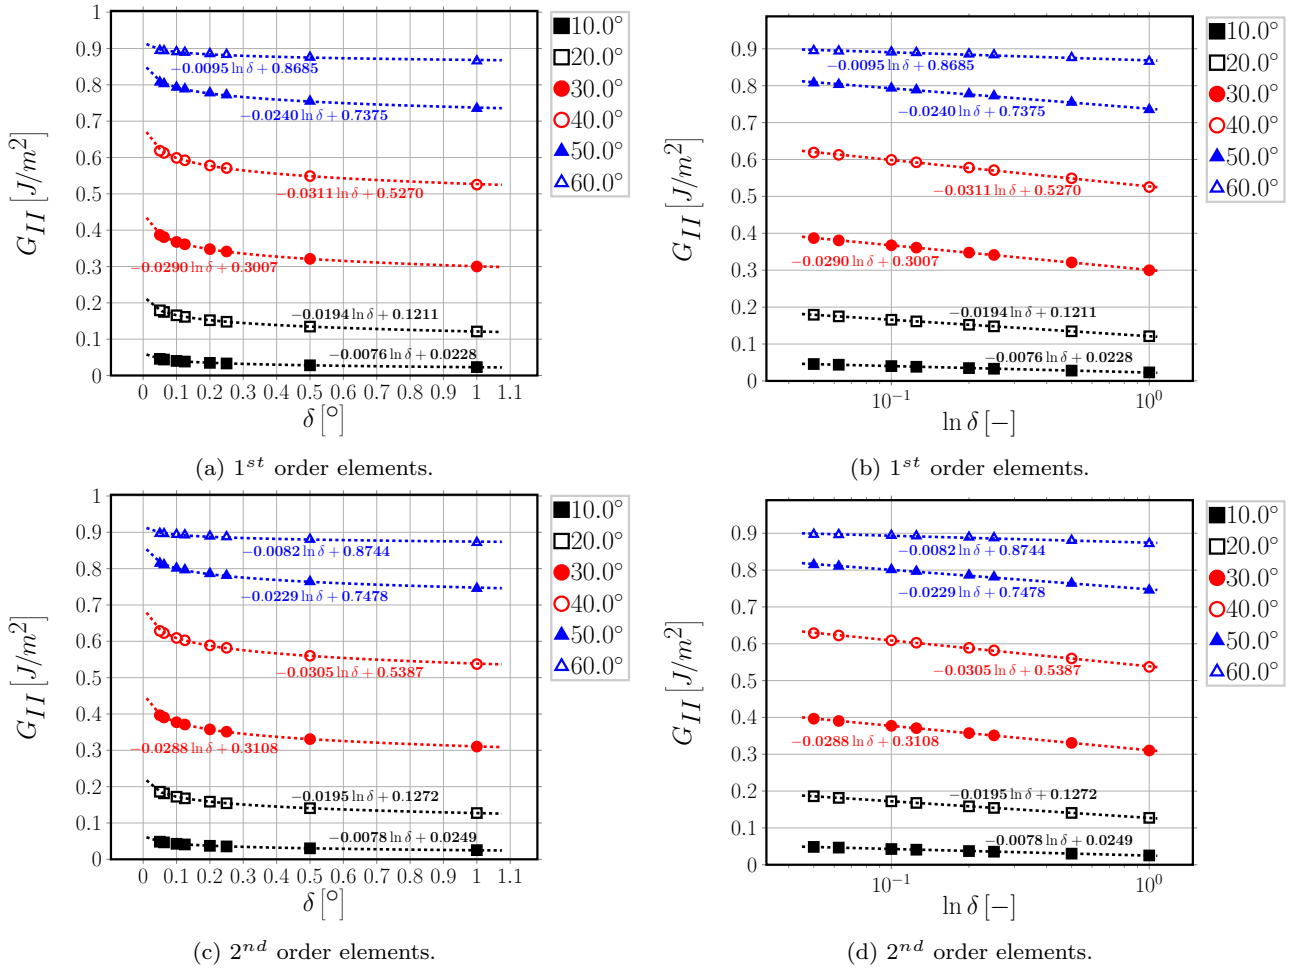 1
0.9
0.8
0.7
0.6
0.5
0.4
0.3
0.2
0.1
0
G_{II} [J/m^2]
−0.0095 ln δ + 0.8685
−0.0240 ln δ + 0.7375
−0.0311 ln δ + 0.5270
−0.0290 ln δ + 0.3007
−0.0194 ln δ + 0.1211
−0.0076 ln δ + 0.0228
0 0.1 0.2 0.3 0.4 0.5 0.6 0.7 0.8 0.9 1 1.1
δ [°]
10.0°
20.0°
30.0°
40.0°
50.0°
60.0°
(a) 1^{st} order elements.
0.9
0.8
0.7
0.6
0.5
0.4
0.3
0.2
0.1
0
G_{II} [J/m^2]
−0.0095 ln δ + 0.8685
−0.0240 ln δ + 0.7375
−0.0311 ln δ + 0.5270
−0.0290 ln δ + 0.3007
−0.0194 ln δ + 0.1211
−0.0076 ln δ + 0.0228
10^{−1} 10^0
ln δ [−]
10.0°
20.0°
30.0°
40.0°
50.0°
60.0°
(b) 1^{st} order elements.
1
0.9
0.8
0.7
0.6
0.5
0.4
0.3
0.2
0.1
0
G_{II} [J/m^2]
−0.0082 ln δ + 0.8744
−0.0229 ln δ + 0.7478
−0.0305 ln δ + 0.5387
−0.0288 ln δ + 0.3108
−0.0195 ln δ + 0.1272
−0.0078 ln δ + 0.0249
0 0.1 0.2 0.3 0.4 0.5 0.6 0.7 0.8 0.9 1 1.1
δ [°]
10.0°
20.0°
30.0°
40.0°
50.0°
60.0°
(c) 2^{nd} order elements.
0.9
0.8
0.7
0.6
0.5
0.4
0.3
0.2
0.1
0
G_{II} [J/m^2]
−0.0082 ln δ + 0.8744
−0.0229 ln δ + 0.7478
−0.0305 ln δ + 0.5387
−0.0288 ln δ + 0.3108
−0.0195 ln δ + 0.1272
−0.0078 ln δ + 0.0249
10^{−1} 10^0
ln δ [−]
10.0°
20.0°
30.0°
40.0°
50.0°
60.0°
(d) 2^{nd} order elements.